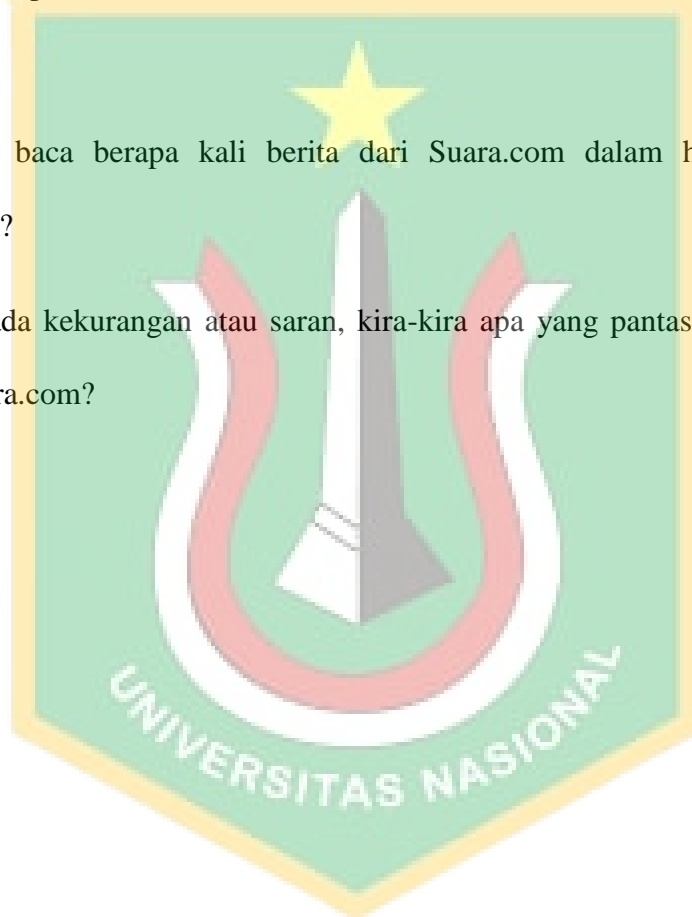 baca berapa kali berita dari Suara.com dalam
?
kekurangan atau saran, kira-kira apa yang pantas
ra.com?
UNIVERSITAS NASIONAL